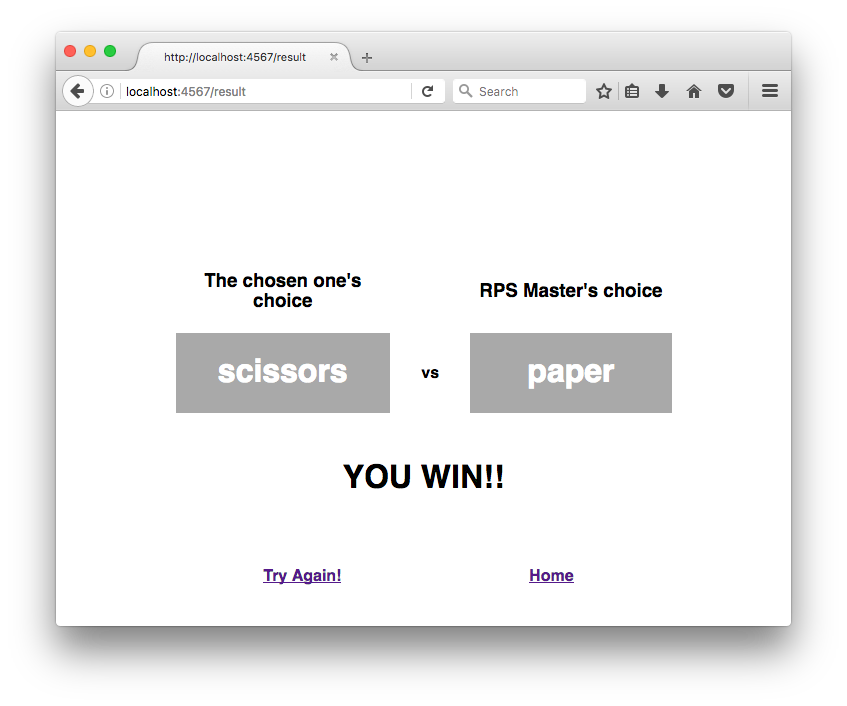 http://localhost:4567/result
localhost:4567/result
Search
The chosen one's
choice
RPS Master's choice
scissors
vs
paper
YOU WIN!!
Try Again!
Home